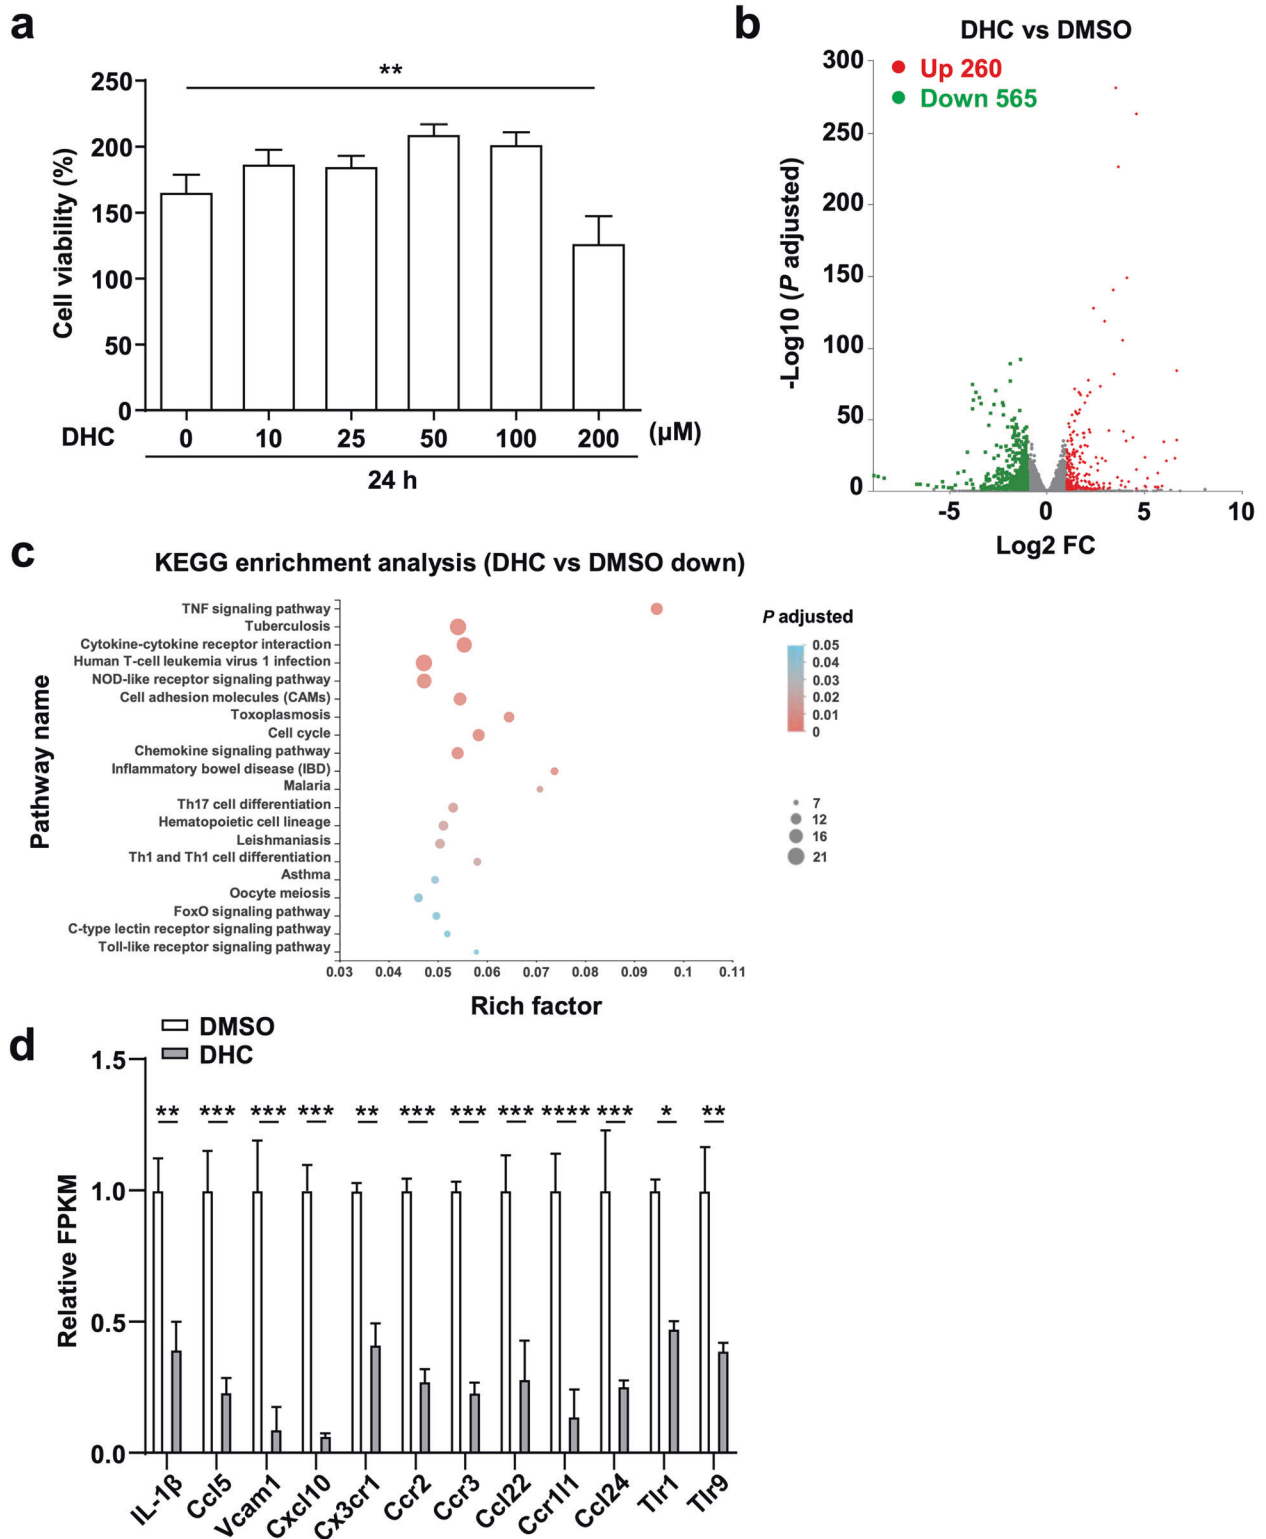 a
**
250
200
150
100
50
0
Cell viability (%)
DHC 0 10 25 50 100 200 (μM)
24 h
b
DHC vs DMSO
Up 260
Down 565
300
250
200
150
100
50
0
-Log10 (P adjusted)
-5 0 5 10
Log2 FC
c
KEGG enrichment analysis (DHC vs DMSO down)
Pathway name
TNF signaling pathway
Tuberculosis
Cytokine-cytokine receptor interaction
Human T-cell leukemia virus 1 infection
NOD-like receptor signaling pathway
Cell adhesion molecules (CAMs)
Toxoplasmosis
Cell cycle
Chemokine signaling pathway
Inflammatory bowel disease (IBD)
Malaria
Th17 cell differentiation
Hematopoietic cell lineage
Leishmaniasis
Th1 and Th1 cell differentiation
Asthma
Oocyte meiosis
FoxO signaling pathway
C-type lectin receptor signaling pathway
Toll-like receptor signaling pathway
0.03 0.04 0.05 0.06 0.07 0.08 0.09 0.1 0.11
Rich factor
P adjusted
0.05
0.04
0.03
0.02
0.01
0
7
12
16
21
d
DMSO
DHC
1.5
1.0
0.5
0.0
Relative FPKM
** *** *** *** ** *** *** *** **** *** * **
IL-1β Ccl5 Vcam1 Cxcl10 Cx3cr1 Ccr2 Ccr3 Ccl22 Ccr1l1 Ccl24 Tlr1 Tlr9